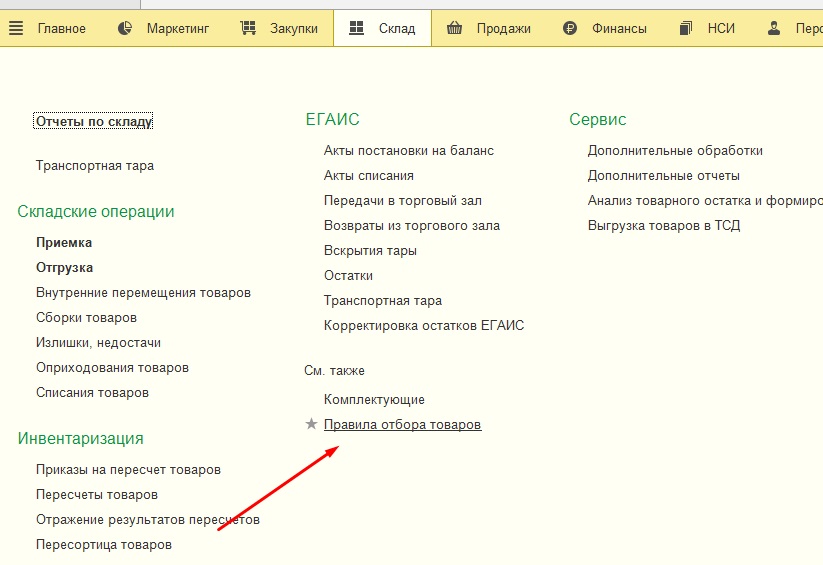 Главное Маркетинг Закупки Склад Продажи Финансы НСИ Перс
Отчеты по складу
Транспортная тара
Складские операции
Приемка
Отгрузка
Внутренние перемещения товаров
Сборки товаров
Излишки, недостачи
Оприходования товаров
Списания товаров
Инвентаризация
Приказы на пересчет товаров
Пересчеты товаров
Отражение результатов пересчетов
Пересортица товаров
ЕГАИС
Акты постановки на баланс
Акты списания
Передачи в торговый зал
Возвраты из торгового зала
Вскрытия тары
Остатки
Транспортная тара
Корректировка остатков ЕГАИС
См. также
Комплектующие
Правила отбора товаров
Сервис
Дополнительные обработки
Дополнительные отчеты
Анализ товарного остатка и формиро
Выгрузка товаров в ТСД